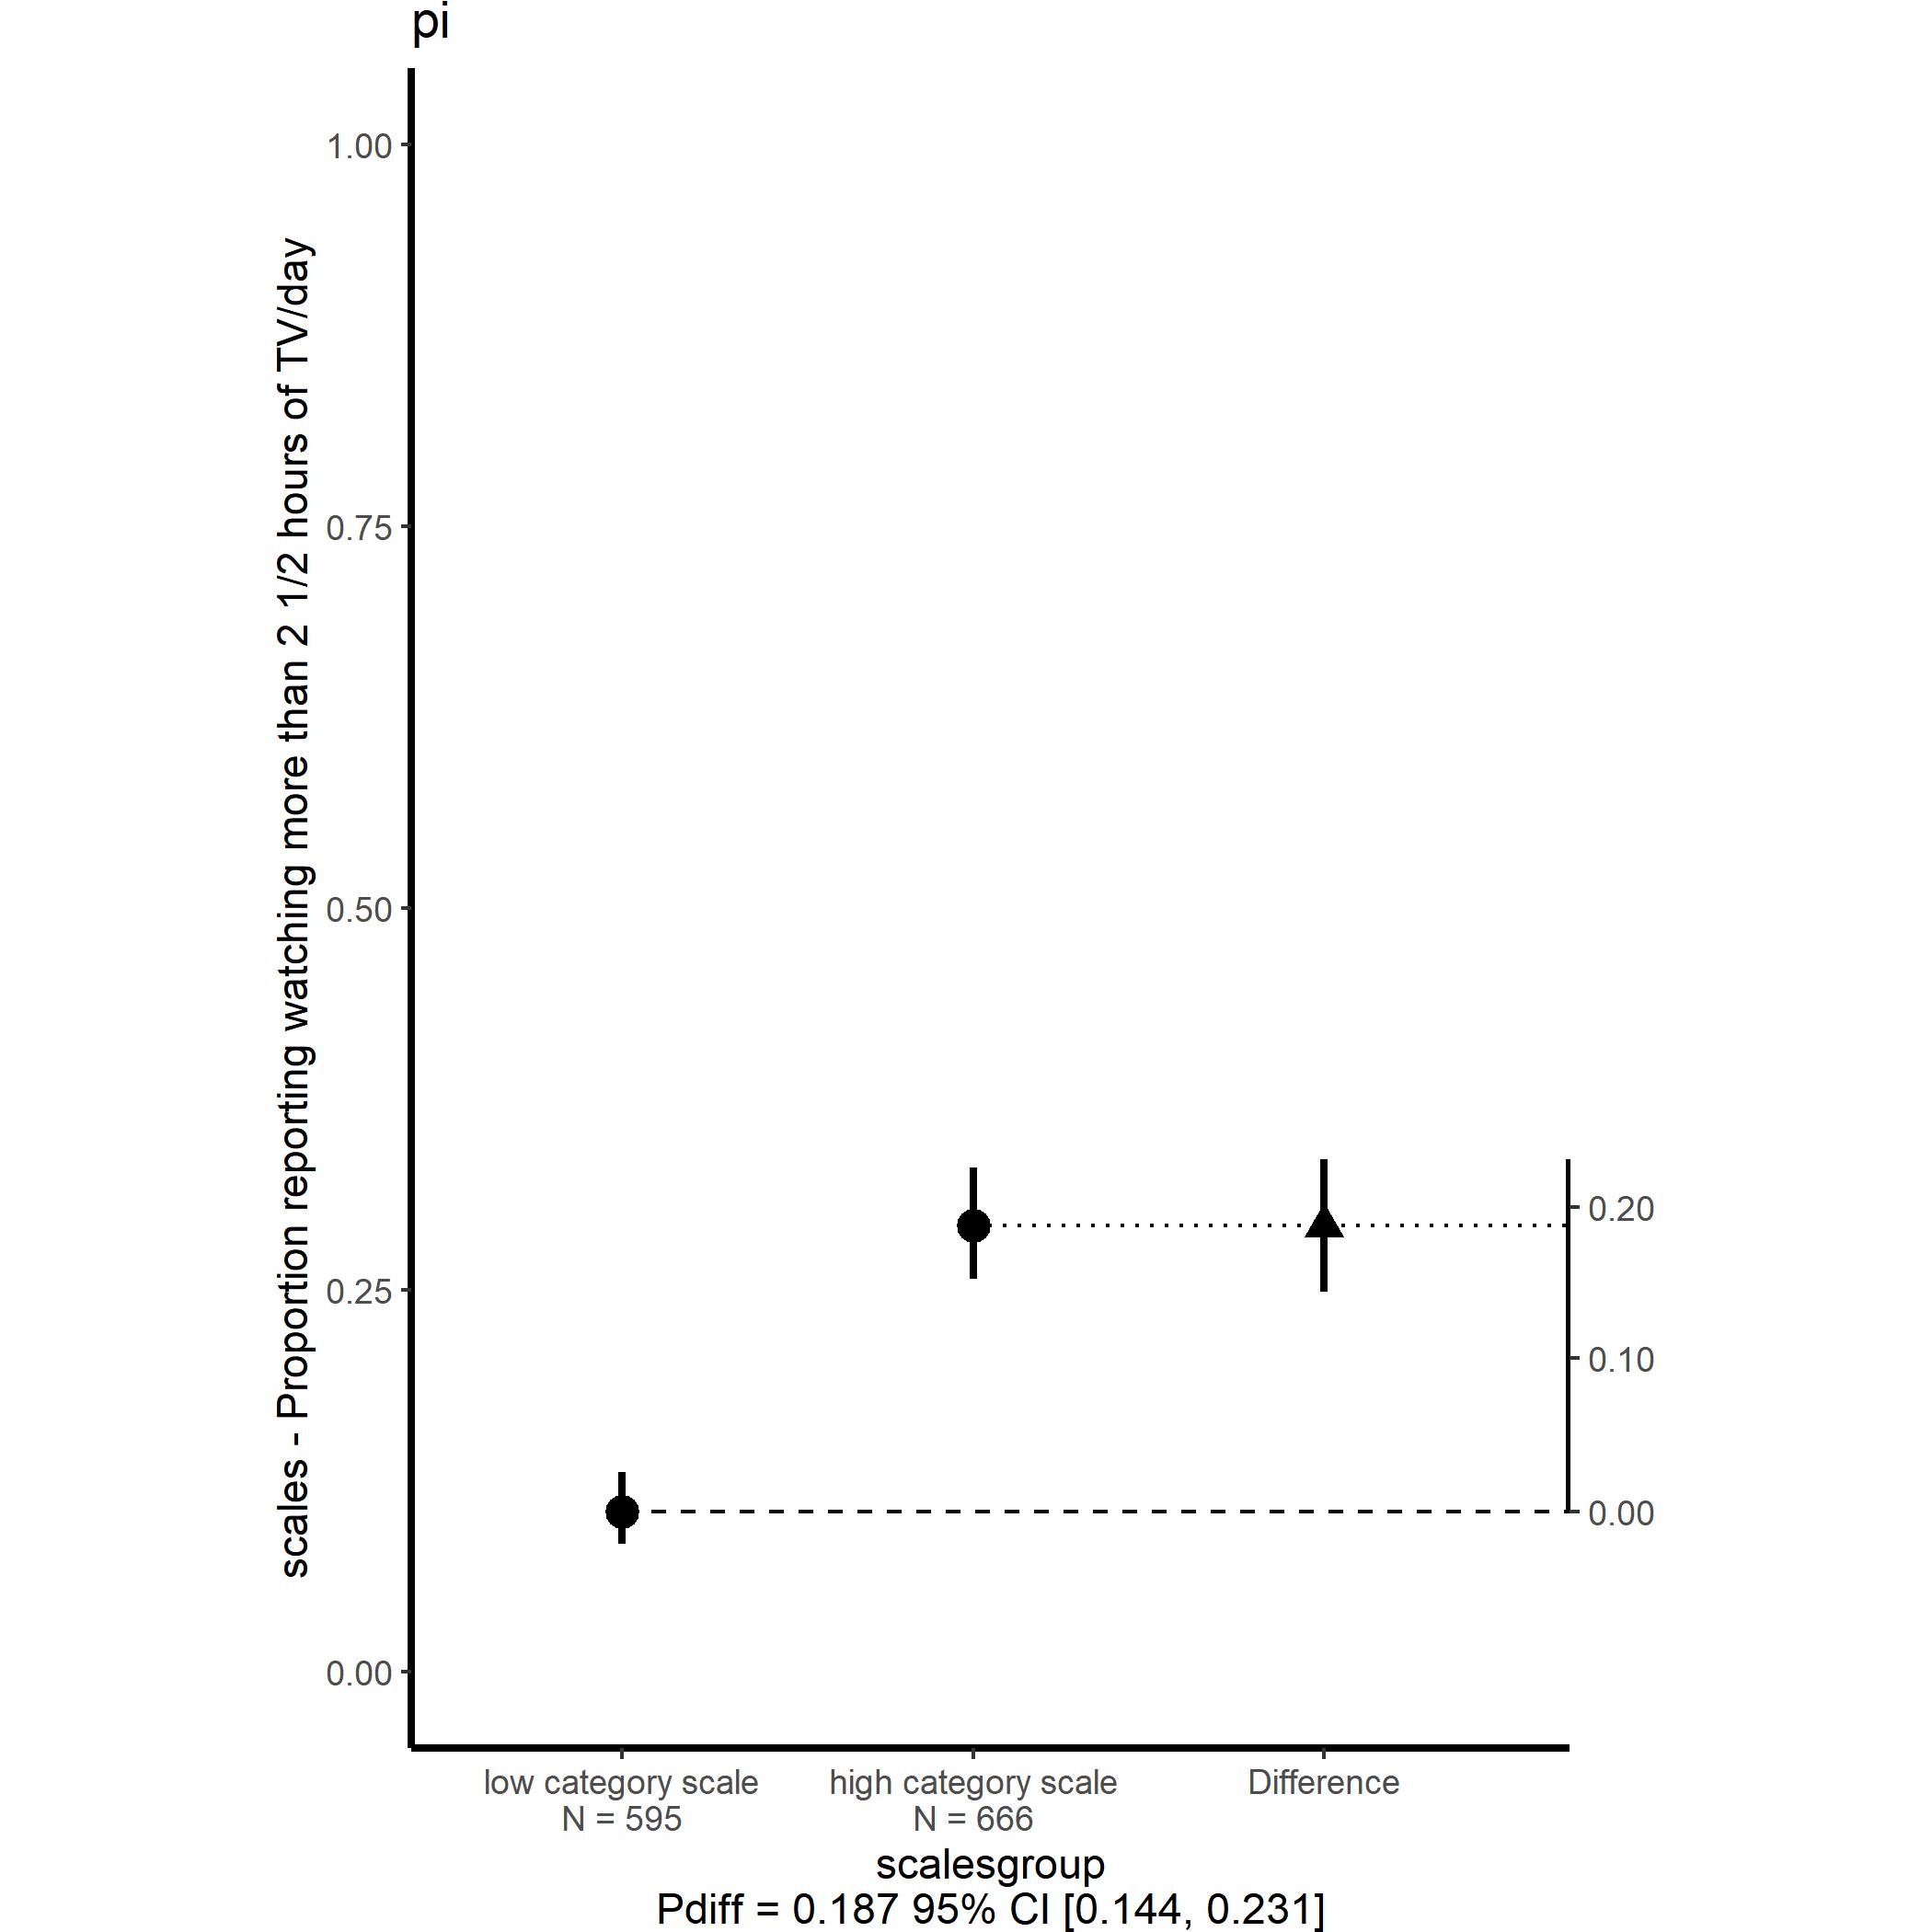 pi
scales - Proportion reporting watching more than 2 1/2 hours of TV/day
1.00
0.75
0.50
0.25
0.00
0.20
0.10
0.00
low category scale
N = 595
high category scale
N = 666
Difference
scalesgroup
Pdiff = 0.187 95% CI [0.144, 0.231]